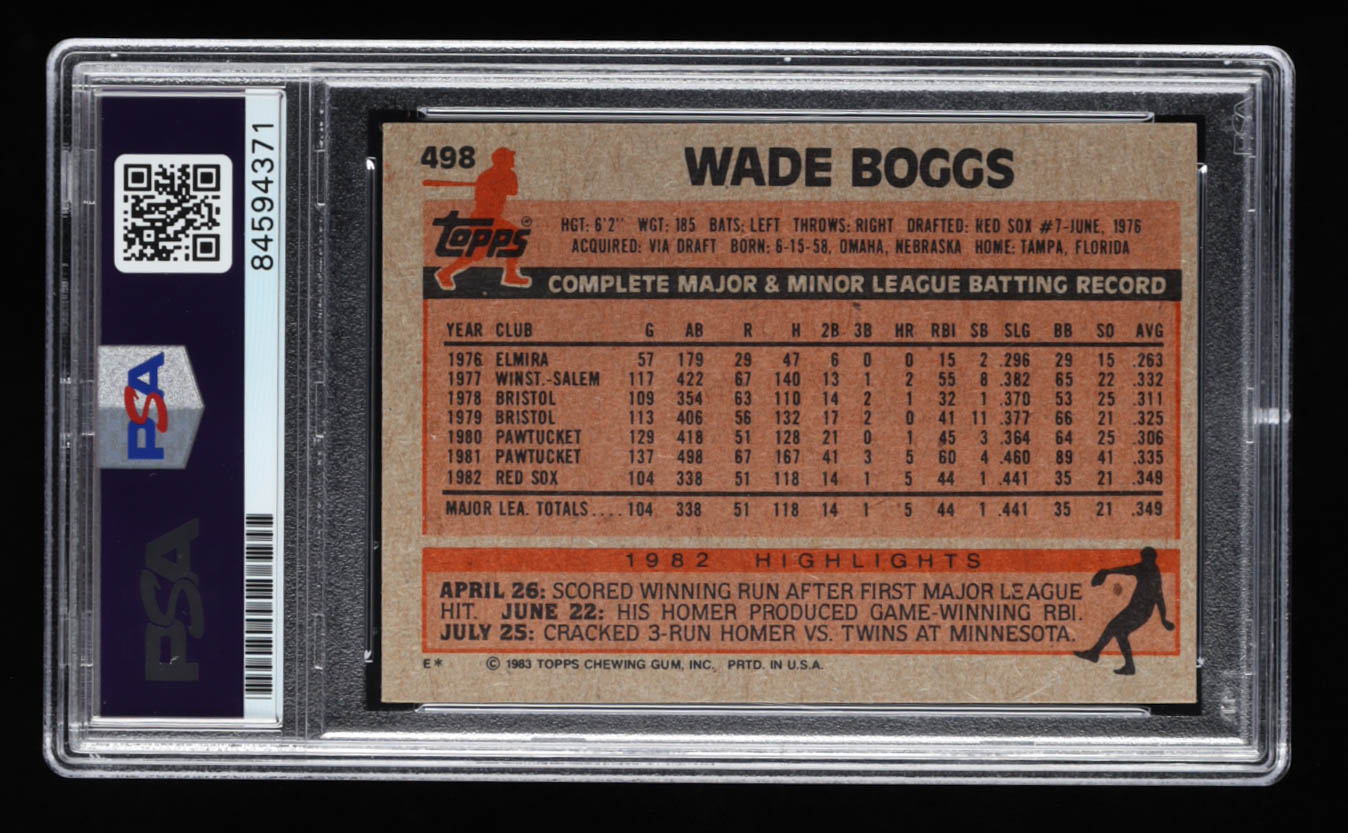 84594371
PSA
PSA
498
WADE BOGGS
topps®
HGT: 6'2" WGT: 185 BATS: LEFT THROWS: RIGHT DRAFTED: RED SOX #7-JUNE, 1976
ACQUIRED: VIA DRAFT BORN: 6-15-58, OMAHA, NEBRASKA HOME: TAMPA, FLORIDA
COMPLETE MAJOR & MINOR LEAGUE BATTING RECORD
YEAR CLUB G AB R H 2B 3B HR RBI SB SLG BB SO AVG
1976 ELMIRA 57 179 29 47 6 0 0 15 2 .296 29 15 .263
1977 WINST.-SALEM 117 422 67 140 13 1 2 55 8 .382 65 22 .332
1978 BRISTOL 109 354 63 110 14 2 1 32 1 .370 53 25 .311
1979 BRISTOL 113 406 56 132 17 2 0 41 11 .377 66 21 .325
1980 PAWTUCKET 129 418 51 128 21 0 1 45 3 .364 64 25 .306
1981 PAWTUCKET 137 498 67 167 41 3 5 60 4 .460 89 41 .335
1982 RED SOX 104 338 51 118 14 1 5 44 1 .441 35 21 .349
MAJOR LEA. TOTALS.... 104 338 51 118 14 1 5 44 1 .441 35 21 .349
1982 HIGHLIGHTS
APRIL 26: SCORED WINNING RUN AFTER FIRST MAJOR LEAGUE
HIT. JUNE 22: HIS HOMER PRODUCED GAME-WINNING RBI.
JULY 25: CRACKED 3-RUN HOMER VS. TWINS AT MINNESOTA.
E* © 1983 TOPPS CHEWING GUM, INC. PRTD. IN U.S.A.